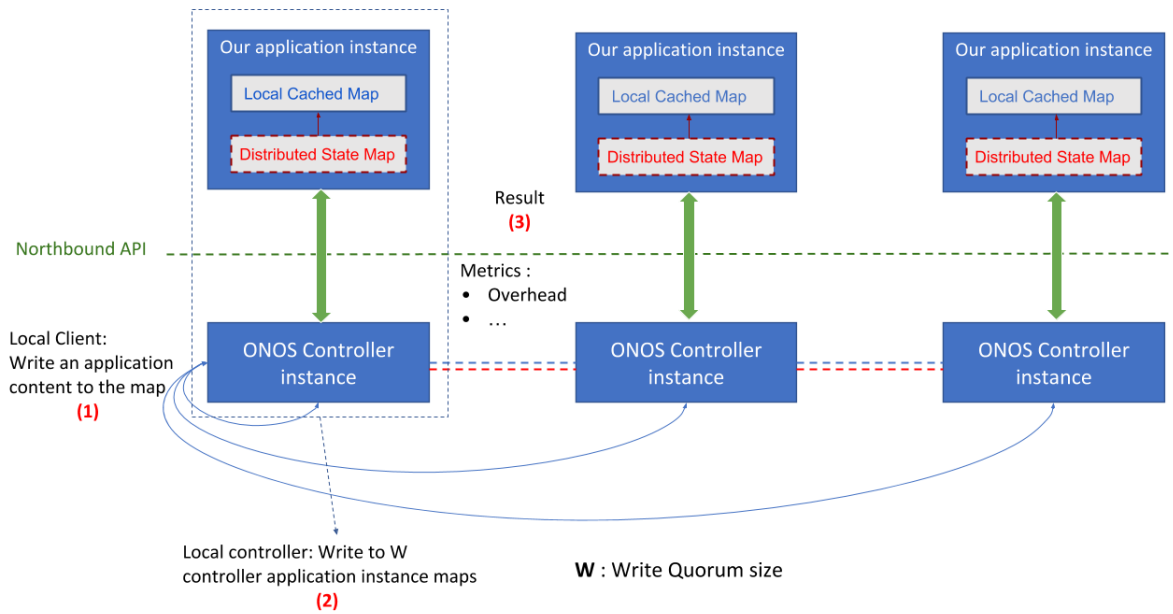 Our application instance
Local Cached Map
Distributed State Map
Our application instance
Local Cached Map
Distributed State Map
Our application instance
Local Cached Map
Distributed State Map
Result
(3)
Northbound API
Metrics :
• Overhead
• …
Local Client:
Write an application
content to the map
(1)
ONOS Controller
instance
ONOS Controller
instance
ONOS Controller
instance
Local controller: Write to W
controller application instance maps
(2)
W : Write Quorum size